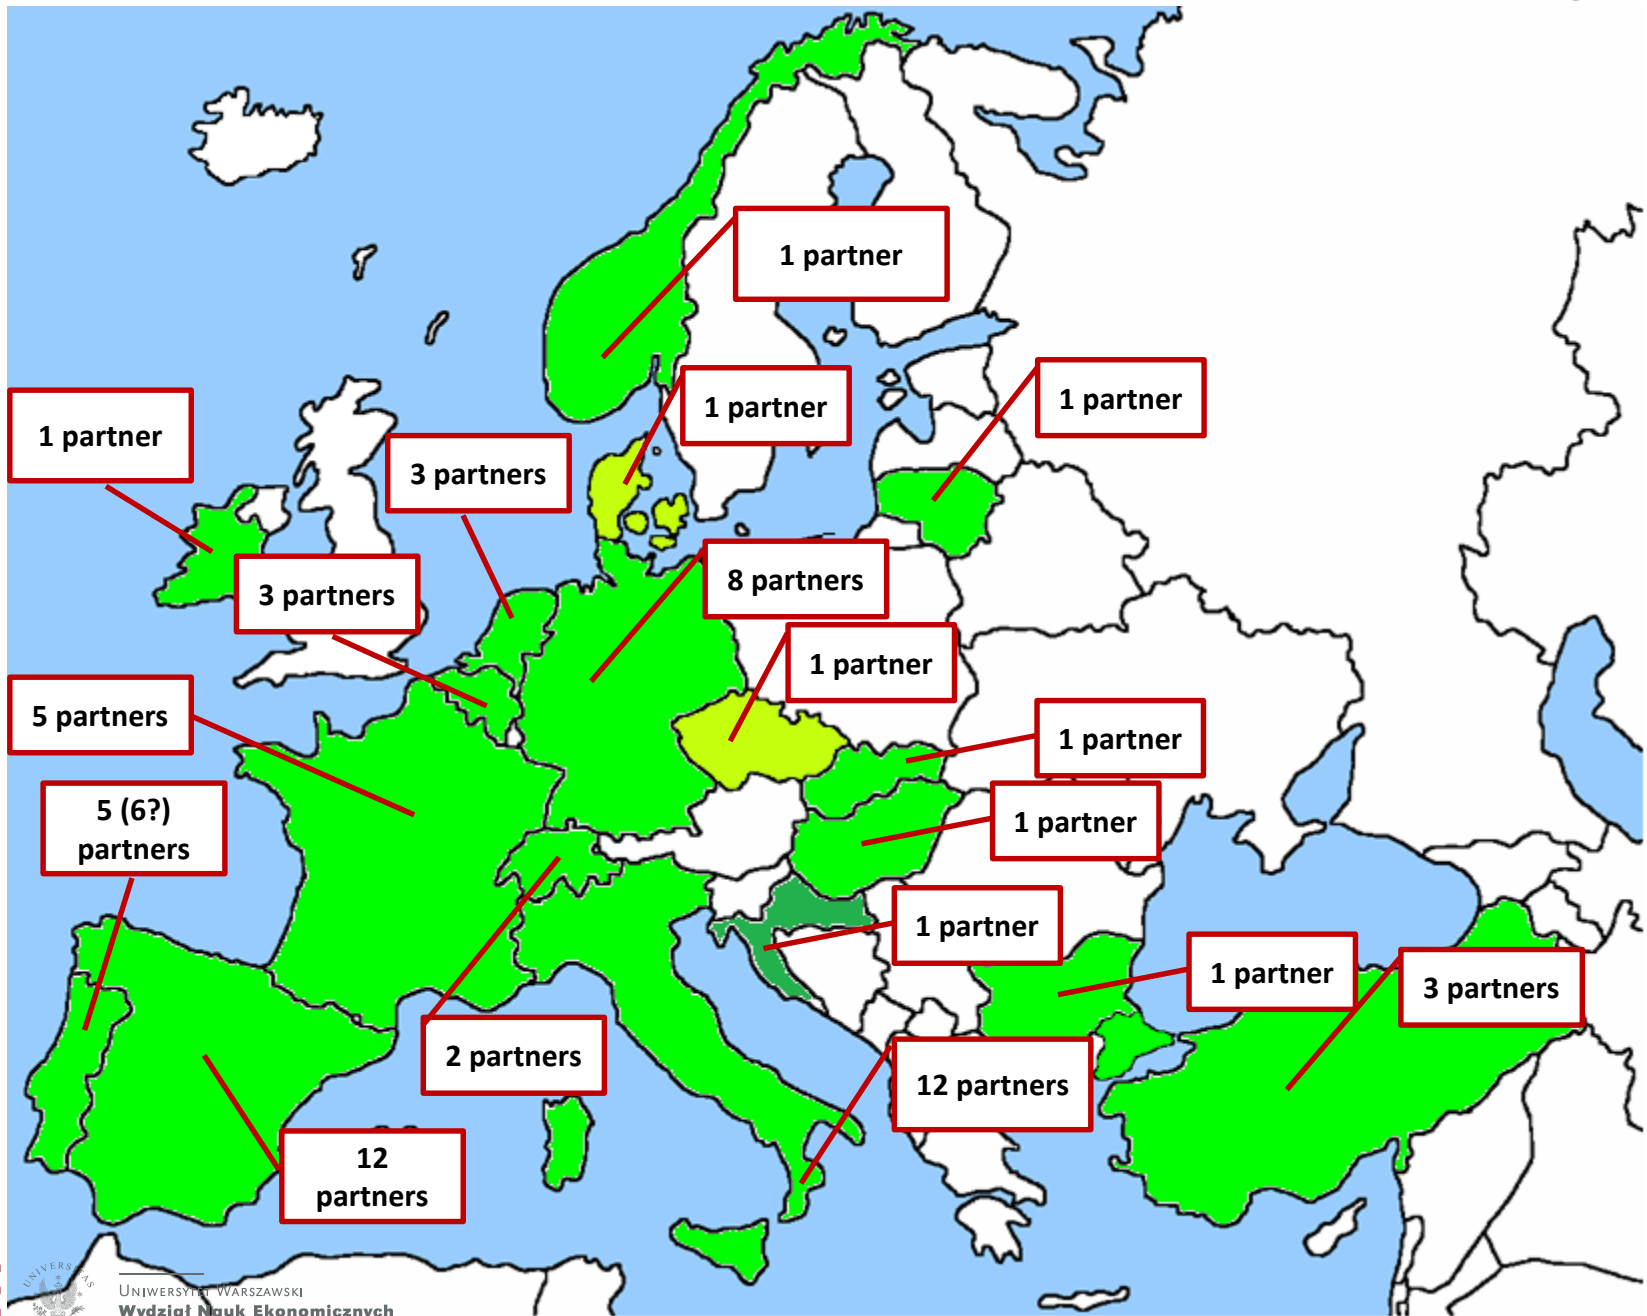 1 partner
1 partner
1 partner
1 partner
3 partners
3 partners
8 partners
1 partner
5 partners
1 partner
5 (6?)
partners
1 partner
1 partner
1 partner
3 partners
2 partners
12 partners
12
partners
UNIVERSITAS
UNIWERSYTET WARSZAWSKI
Wydział Nauk Ekonomicznych